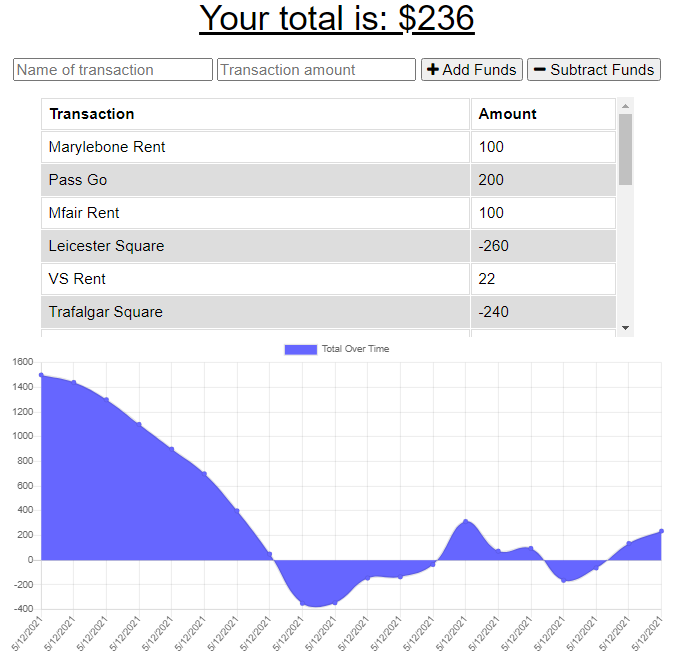 Your total is: $236
Name of transaction Transaction amount + Add Funds − Subtract Funds
Transaction Amount
Marylebone Rent 100
Pass Go 200
Mfair Rent 100
Leicester Square -260
VS Rent 22
Trafalgar Square -240
Total Over Time
1600
1400
1200
1000
800
600
400
200
0
-200
-400
5/12/2021 5/12/2021 5/12/2021 5/12/2021 5/12/2021 5/12/2021 5/12/2021 5/12/2021 5/12/2021 5/12/2021 5/12/2021 5/12/2021 5/12/2021 5/12/2021 5/12/2021 5/12/2021 5/12/2021 5/12/2021 5/12/2021 5/12/2021